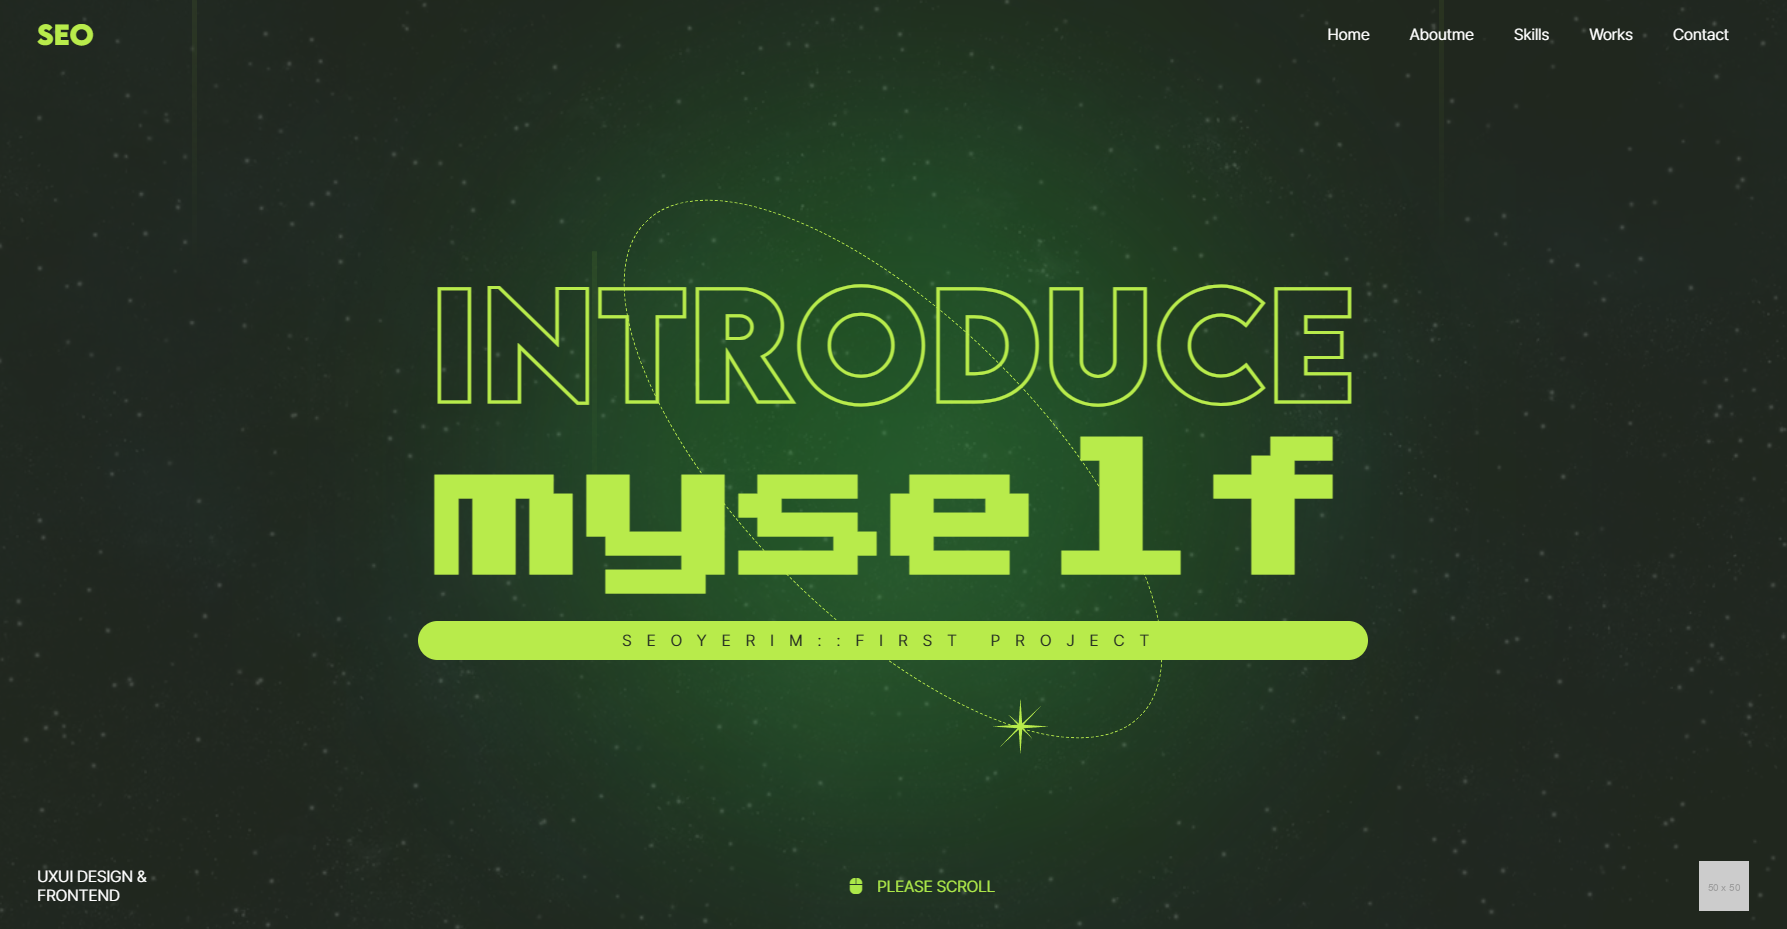 SEO
Home Aboutme Skills Works Contact
INTRODUCE
myself
SEOYERIM::FIRST PROJECT
UXUI DESIGN &
FRONTEND
PLEASE SCROLL
50 x 50